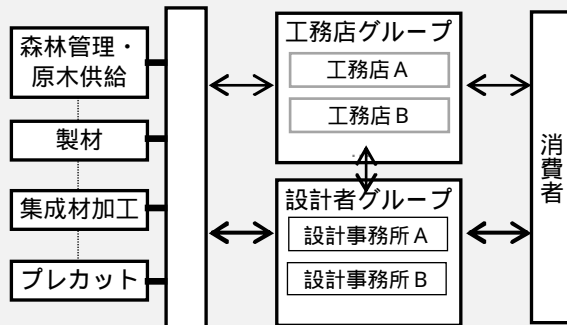 森林管理・
原木供給
製材
集成材加工
プレカット
工務店グループ
工務店A
工務店B
設計者グループ
設計事務所A
設計事務所B
消費者